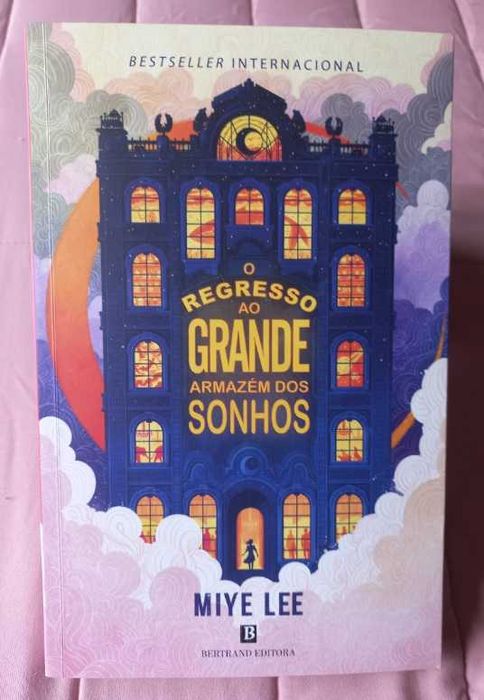 BESTSELLER INTERNACIONAL
O
REGRESSO
AO
GRANDE
ARMAZÉM DOS
SONHOS
MIYE LEE
B
BERTRAND EDITORA